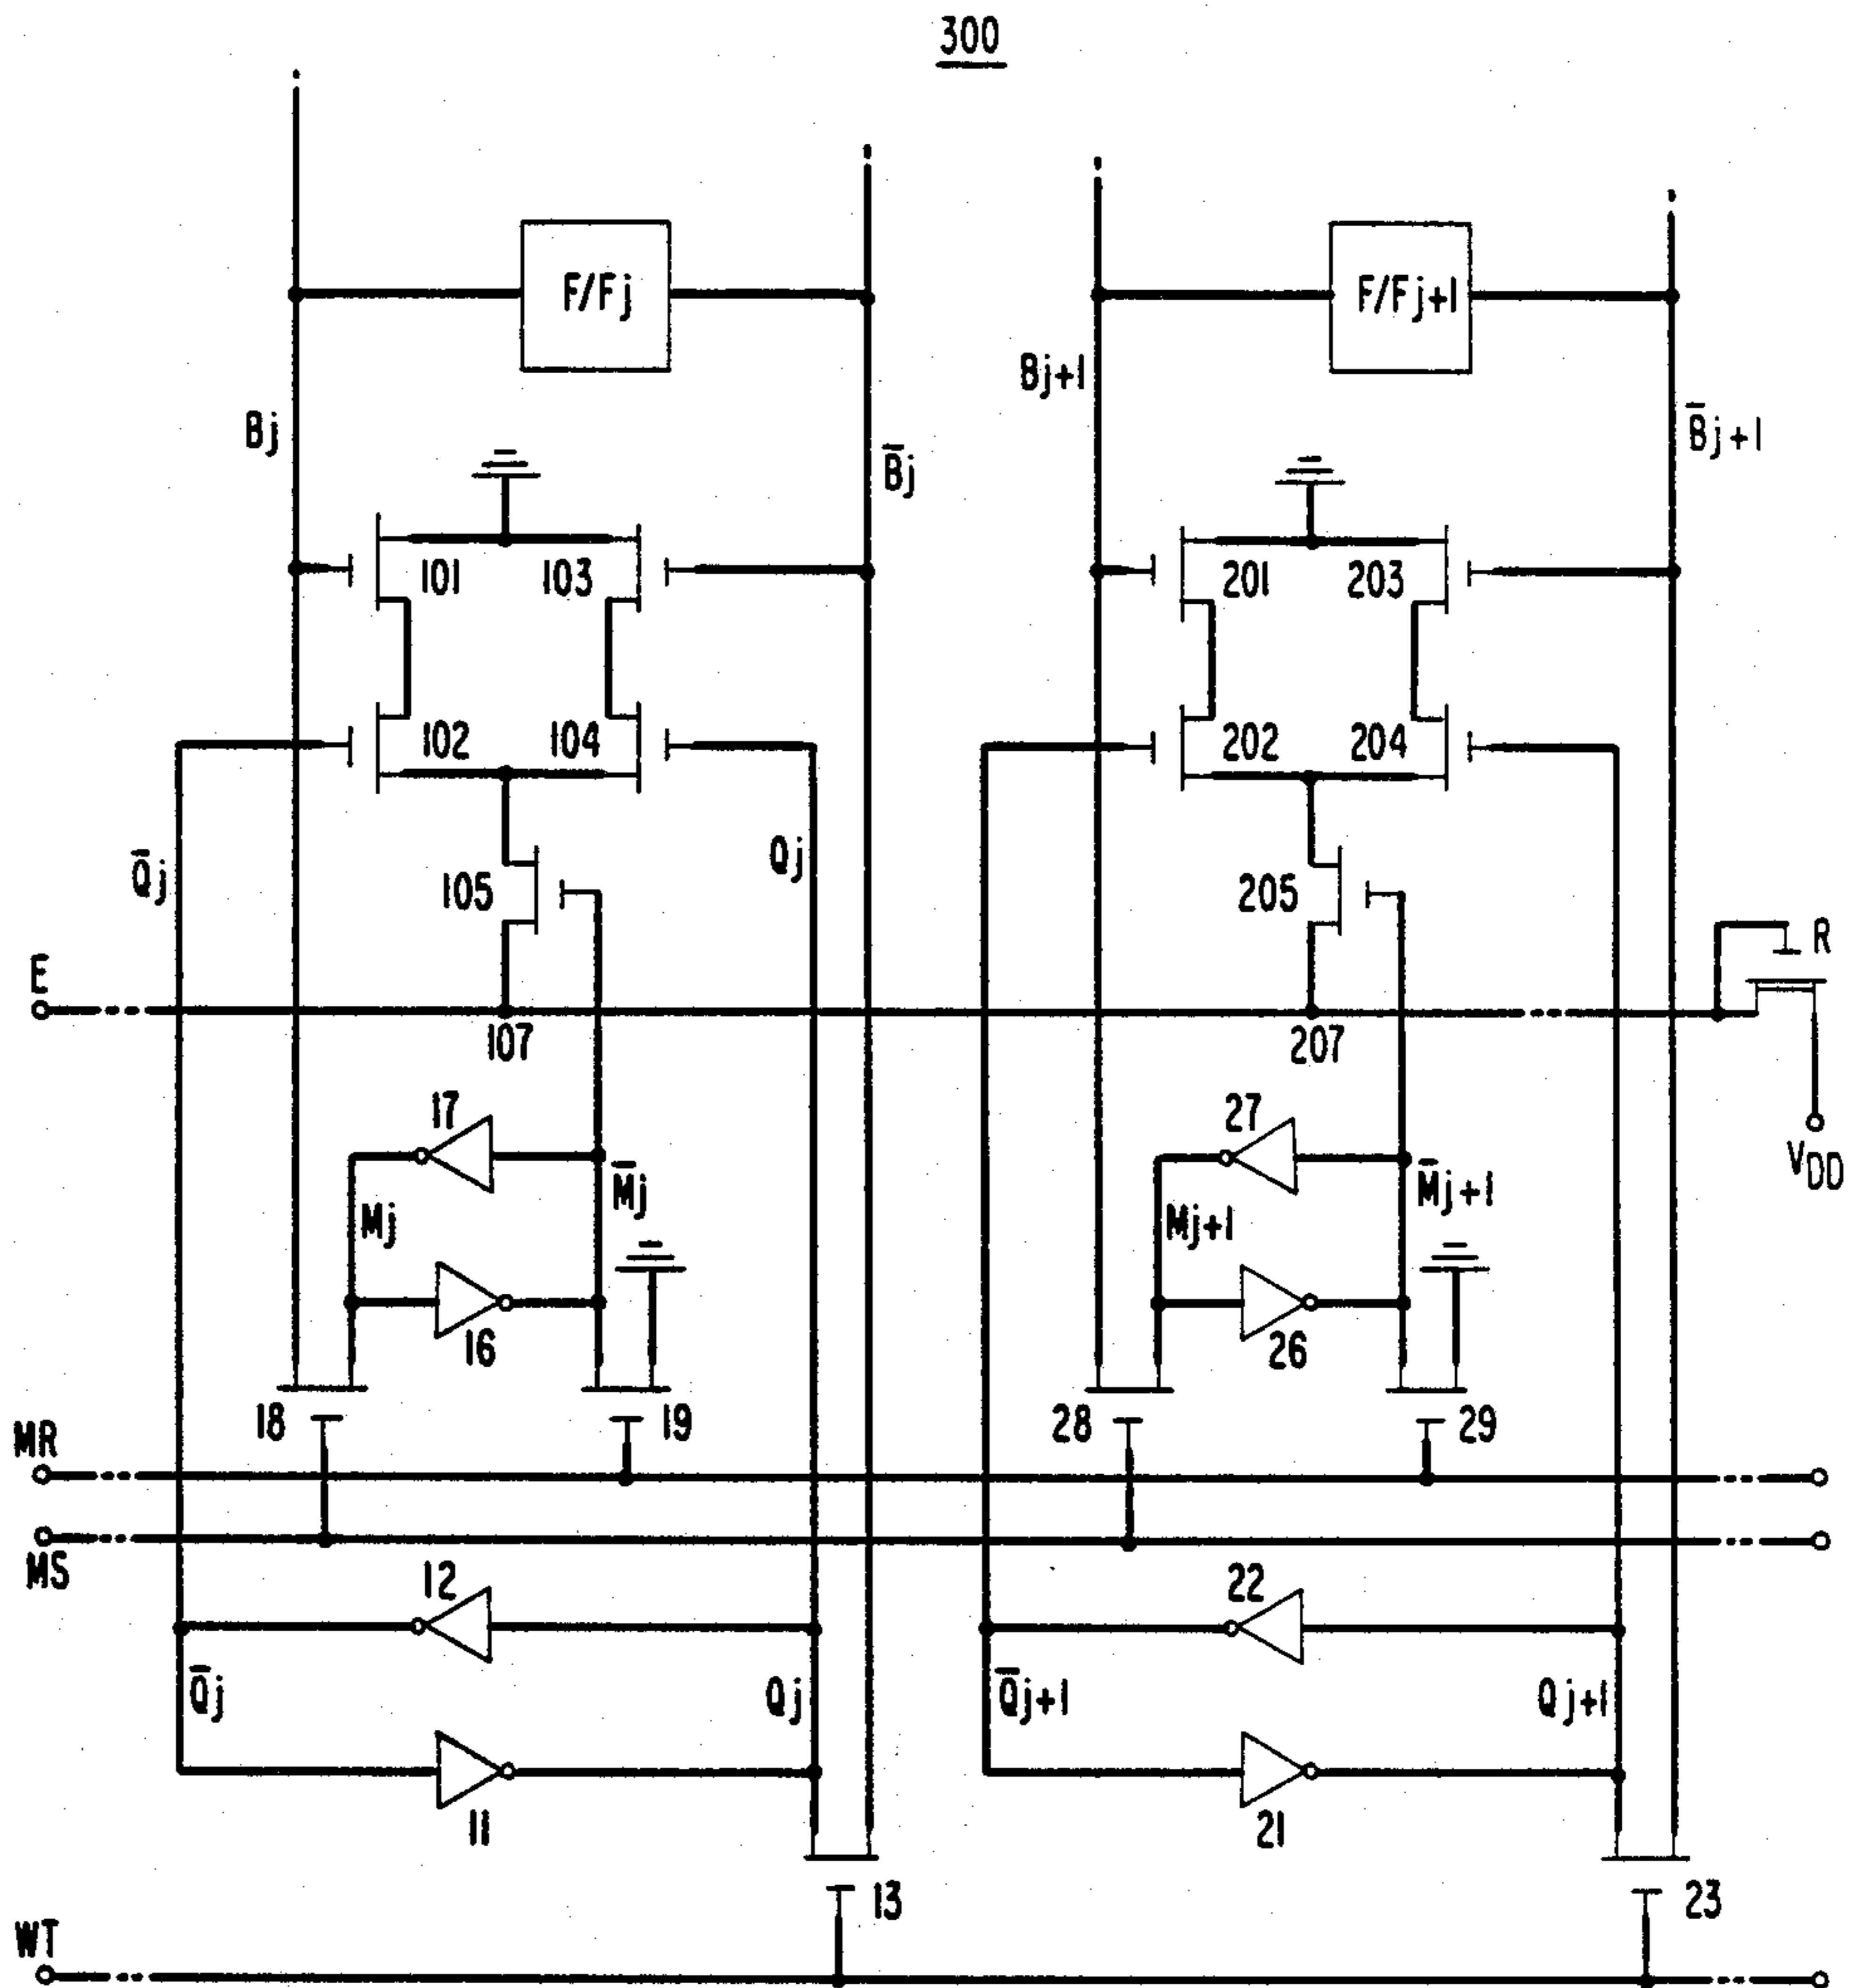 300
F/Fj F/Fj+1
Bj+1
Bj B̄j+1
B̄j
101 103 201 203
102 104 202 204
Q̄j 105 Qj 205
E R
107 207
17 27
M̄j M̄j+1 VDD
Mj Mj+1
16 26
18 19 28 29
MR
MS
12 22
Q̄j Qj Q̄j+1 Qj+1
11 21
13 23
WT